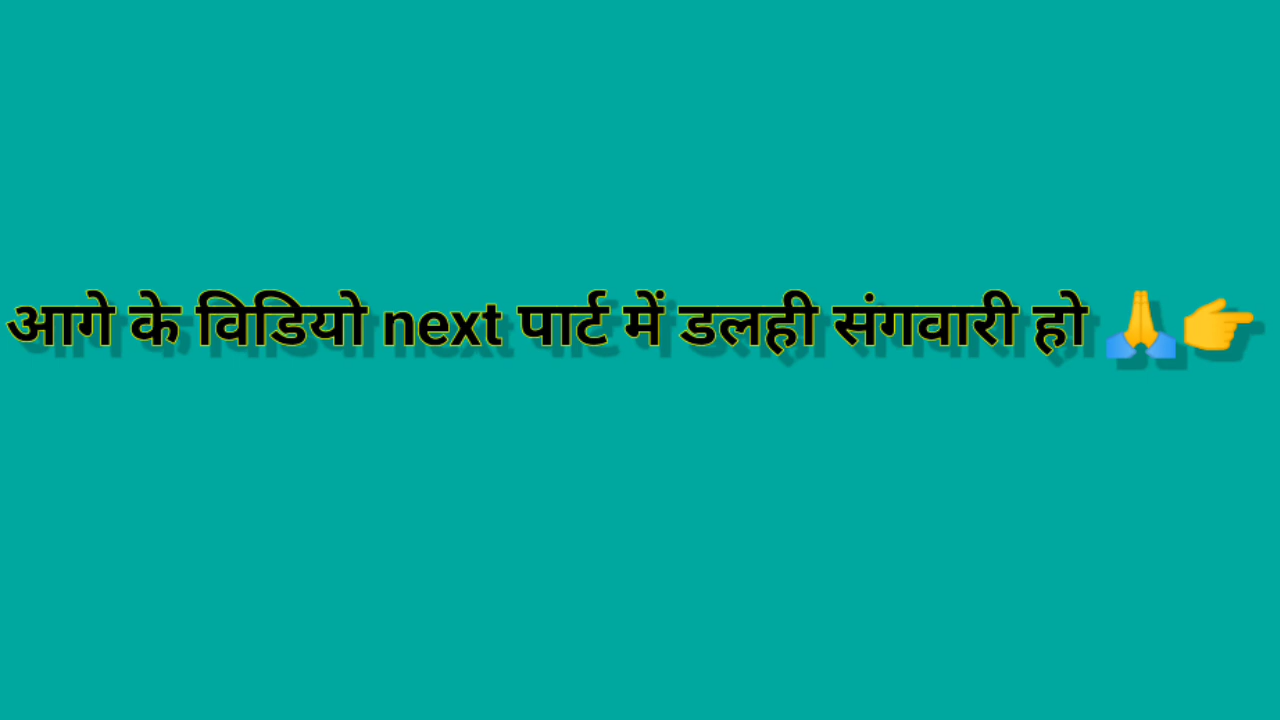 आगे के विडियो next पार्ट में डलही संगवारी हो 🙏👉